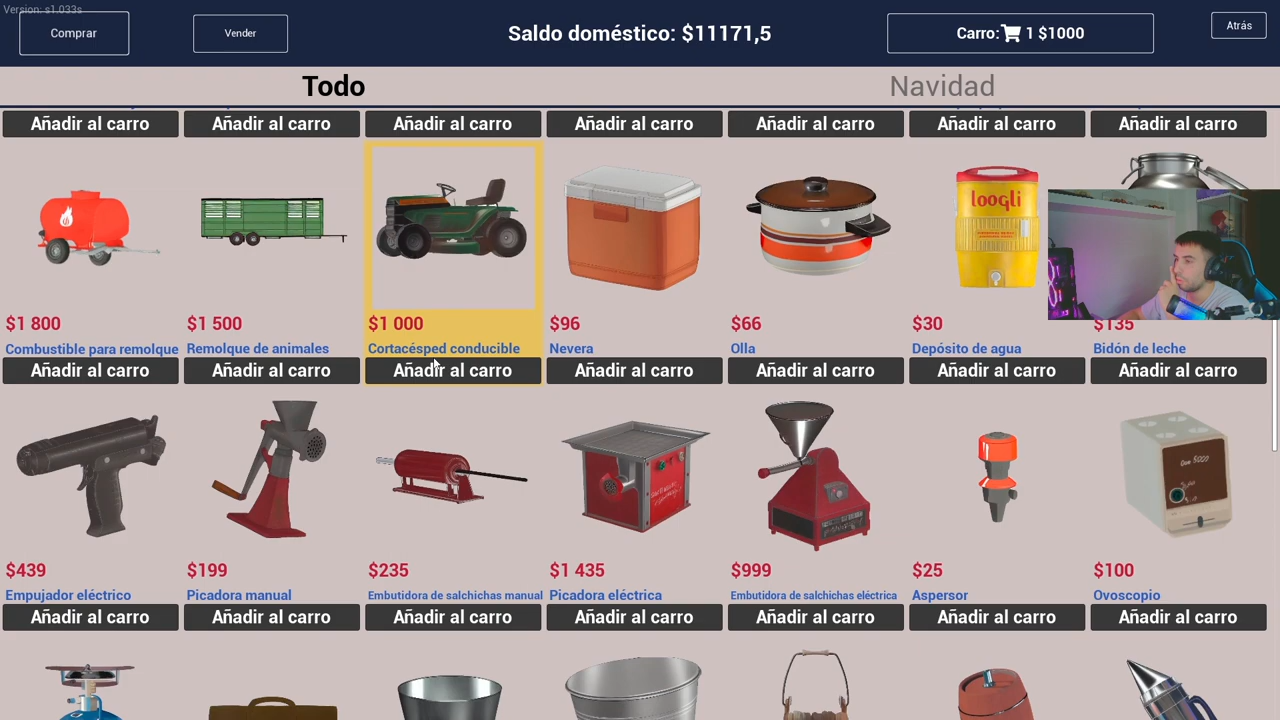 Version: s1.033s
Comprar
Vender
Saldo doméstico: $11171,5
Carro: 1 $1000
Atrás
Todo
Navidad
Añadir al carro
Añadir al carro
Añadir al carro
Añadir al carro
Añadir al carro
Añadir al carro
Añadir al carro
loogli
$1 800
$1 500
$1 000
$96
$66
$30
$135
Combustible para remolque
Remolque de animales
Cortacésped conducible
Nevera
Olla
Depósito de agua
Bidón de leche
Añadir al carro
Añadir al carro
Añadir al carro
Añadir al carro
Añadir al carro
Añadir al carro
Añadir al carro
$439
$199
$235
$1 435
$999
$25
$100
Empujador eléctrico
Picadora manual
Embutidora de salchichas manual
Picadora eléctrica
Embutidora de salchichas eléctrica
Aspersor
Ovoscopio
Añadir al carro
Añadir al carro
Añadir al carro
Añadir al carro
Añadir al carro
Añadir al carro
Añadir al carro